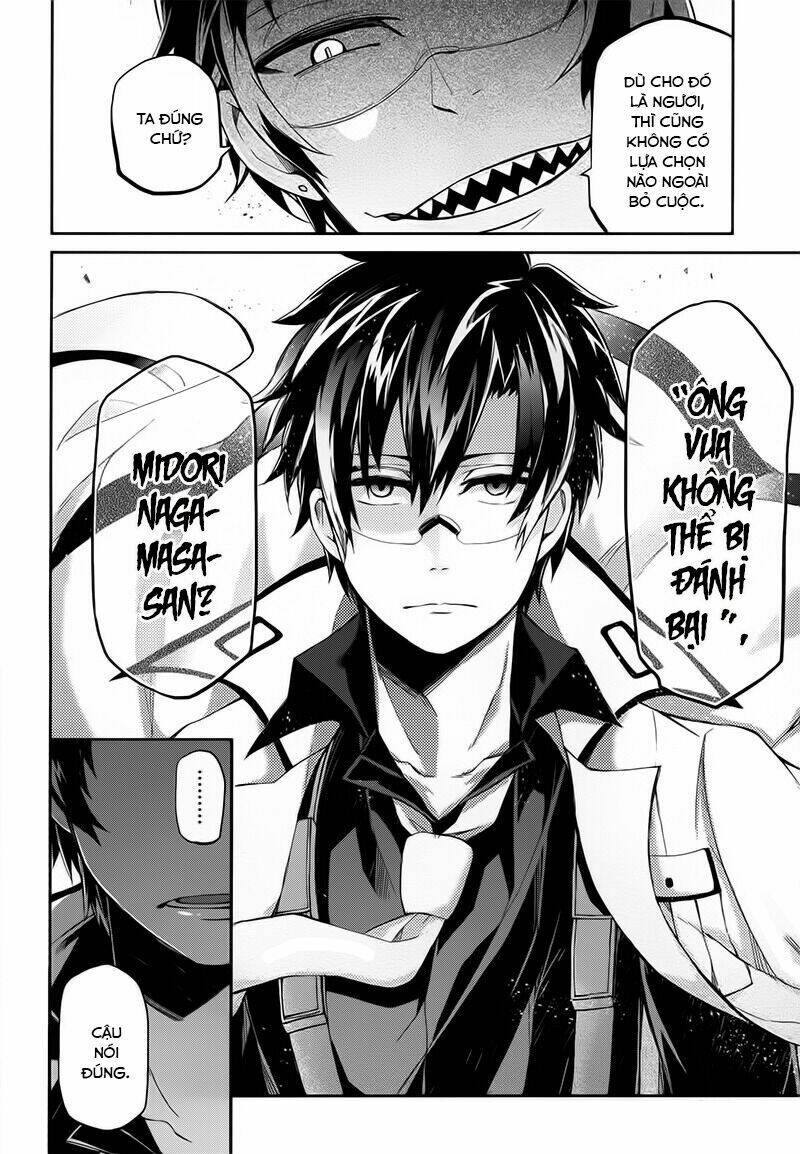 DÙ CHO ĐÓ
LÀ NGƯƠI,
THÌ CŨNG
KHÔNG CÓ
LỰA CHỌN
NÀO NGOÀI
BỎ CUỘC.
TA ĐÚNG
CHỨ?
"ÔNG
VUA
KHÔNG
THỂ BỊ
ĐÁNH
BẠI",
MIDORI
NAGA-
MASA-
SAN?
.........
CẬU
NÓI
ĐÚNG.